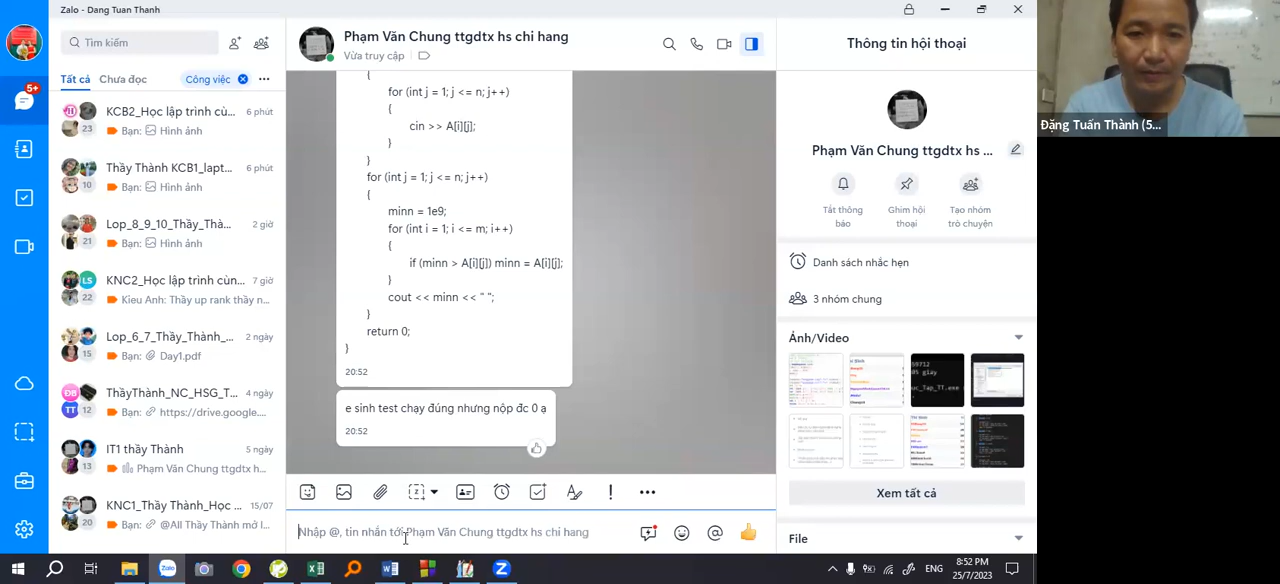 Zalo - Dang Tuan Thanh
Tìm kiếm
Tất cả
Chưa đọc
Công việc
5+
KCB2_Học lập trình cù...
6 phút
23
Bạn: Hình ảnh
Thầy Thành KCB1_lapt...
6 phút
10
Bạn: Hình ảnh
Lop_8_9_10_Thầy_Thà...
2 giờ
21
Bạn: Hình ảnh
KNC2_Học lập trình cùn...
7 giờ
LS
22
Kieu Anh: Thầy up rank thầy n...
Lop_6_7_Thầy_Thành_...
2 ngày
15
Bạn: Day1.pdf
ThầyThành_NC_HSG_T...
4 ngày
ĐB
TT
12
Bạn: https://drive.google....
TT thầy Thành
5 ngày
13
Phạm Văn Chung ttgdtx h...
KNC1_Thầy Thành_Học ...
15/07
20
Bạn: @All Thầy Thành mở l...
Phạm Văn Chung ttgdtx hs chi hang
Vừa truy cập
{
for (int j = 1; j <= n; j++)
{
cin >> A[i][j];
}
}
for (int j = 1; j <= n; j++)
{
minn = 1e9;
for (int i = 1; i <= m; i++)
{
if (minn > A[i][j]) minn = A[i][j];
}
cout << minn << " ";
}
return 0;
}
20:52
e sinh test chạy đúng nhưng nộp đc 0 ạ
20:52
Nhập @, tin nhắn tới Phạm Văn Chung ttgdtx hs chi hang
Thông tin hội thoại
Phạm Văn Chung ttgdtx hs ...
Tắt thông báo
Ghim hội thoại
Tạo nhóm trò chuyện
Danh sách nhắc hẹn
3 nhóm chung
Ảnh/Video
Xem tất cả
File
Đặng Tuấn Thành (5...
Zalo
ENG
8:52 PM
25/7/2023